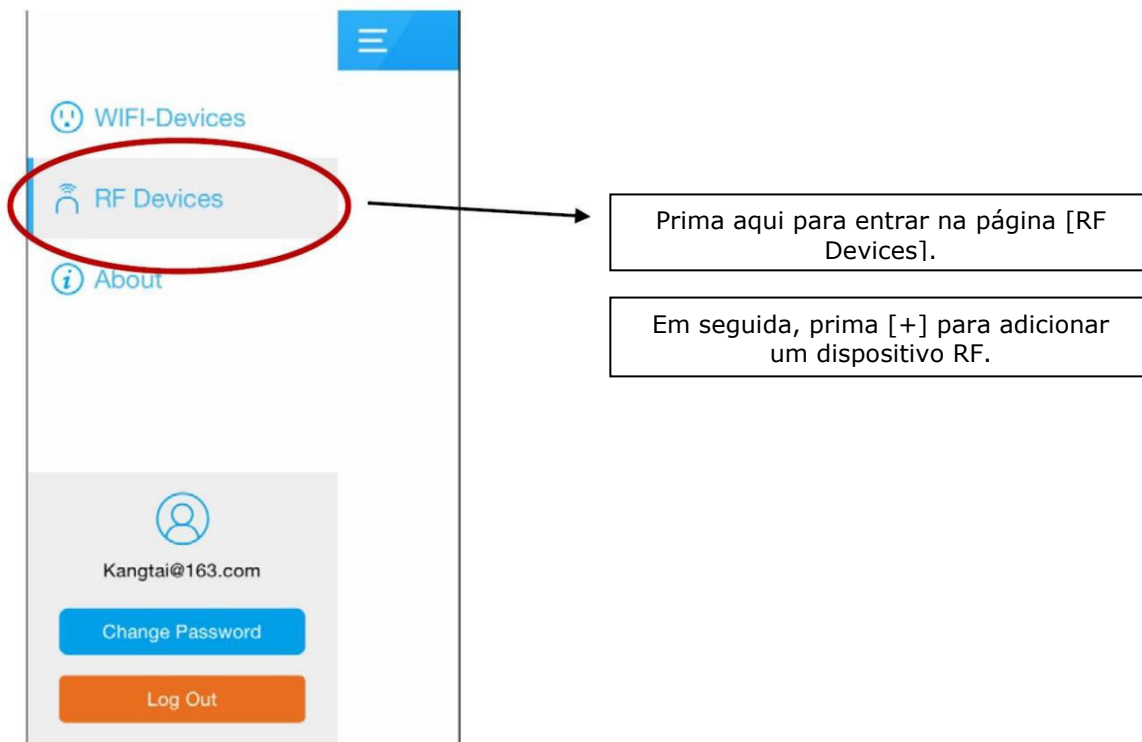 WIFI-Devices
RF Devices
About
Prima aqui para entrar na página [RF
Devices].
Em seguida, prima [+] para adicionar
um dispositivo RF.
Kangtai@163.com
Change Password
Log Out